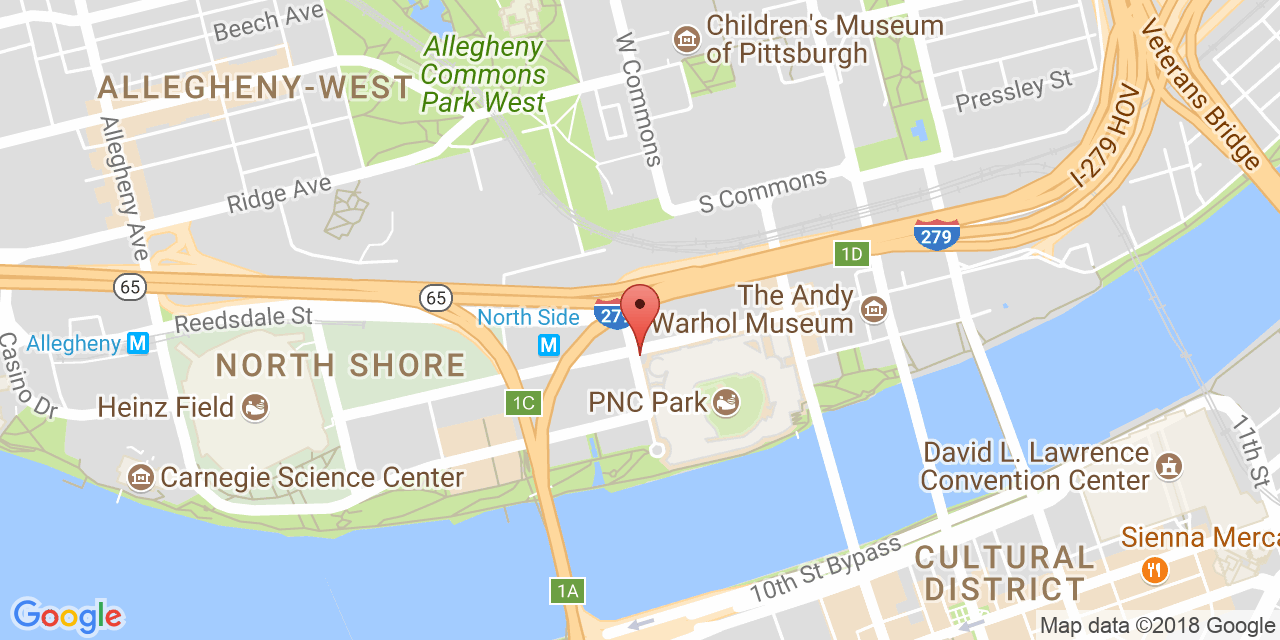 Beech Ave
Allegheny
Commons
Park West
W Commons
Children's Museum
of Pittsburgh
Veterans Bridge
ALLEGHENY-WEST
Pressley St
I-279 HOV
Allegheny Ave
Ridge Ave
S Commons
279
1D
65
65
The Andy
Warhol Museum
North Side
M
27
Reedsdale St
Allegheny M
Casino Dr
NORTH SHORE
Heinz Field
1C
PNC Park
11th St
David L. Lawrence
Convention Center
Carnegie Science Center
Sienna Merca
10th St Bypass
CULTURAL
DISTRICT
1A
Google
Map data ©2018 Google